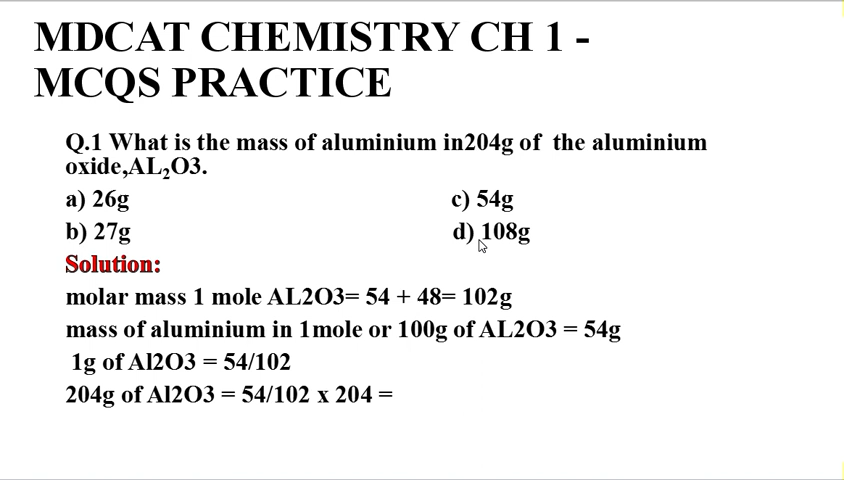 MDCAT CHEMISTRY CH 1 -
MCQS PRACTICE
Q.1 What is the mass of aluminium in204g of the aluminium
oxide,AL₂O3.
a) 26g c) 54g
b) 27g d) 108g
Solution:
molar mass 1 mole AL2O3= 54 + 48= 102g
mass of aluminium in 1mole or 100g of AL2O3 = 54g
1g of Al2O3 = 54/102
204g of Al2O3 = 54/102 x 204 =